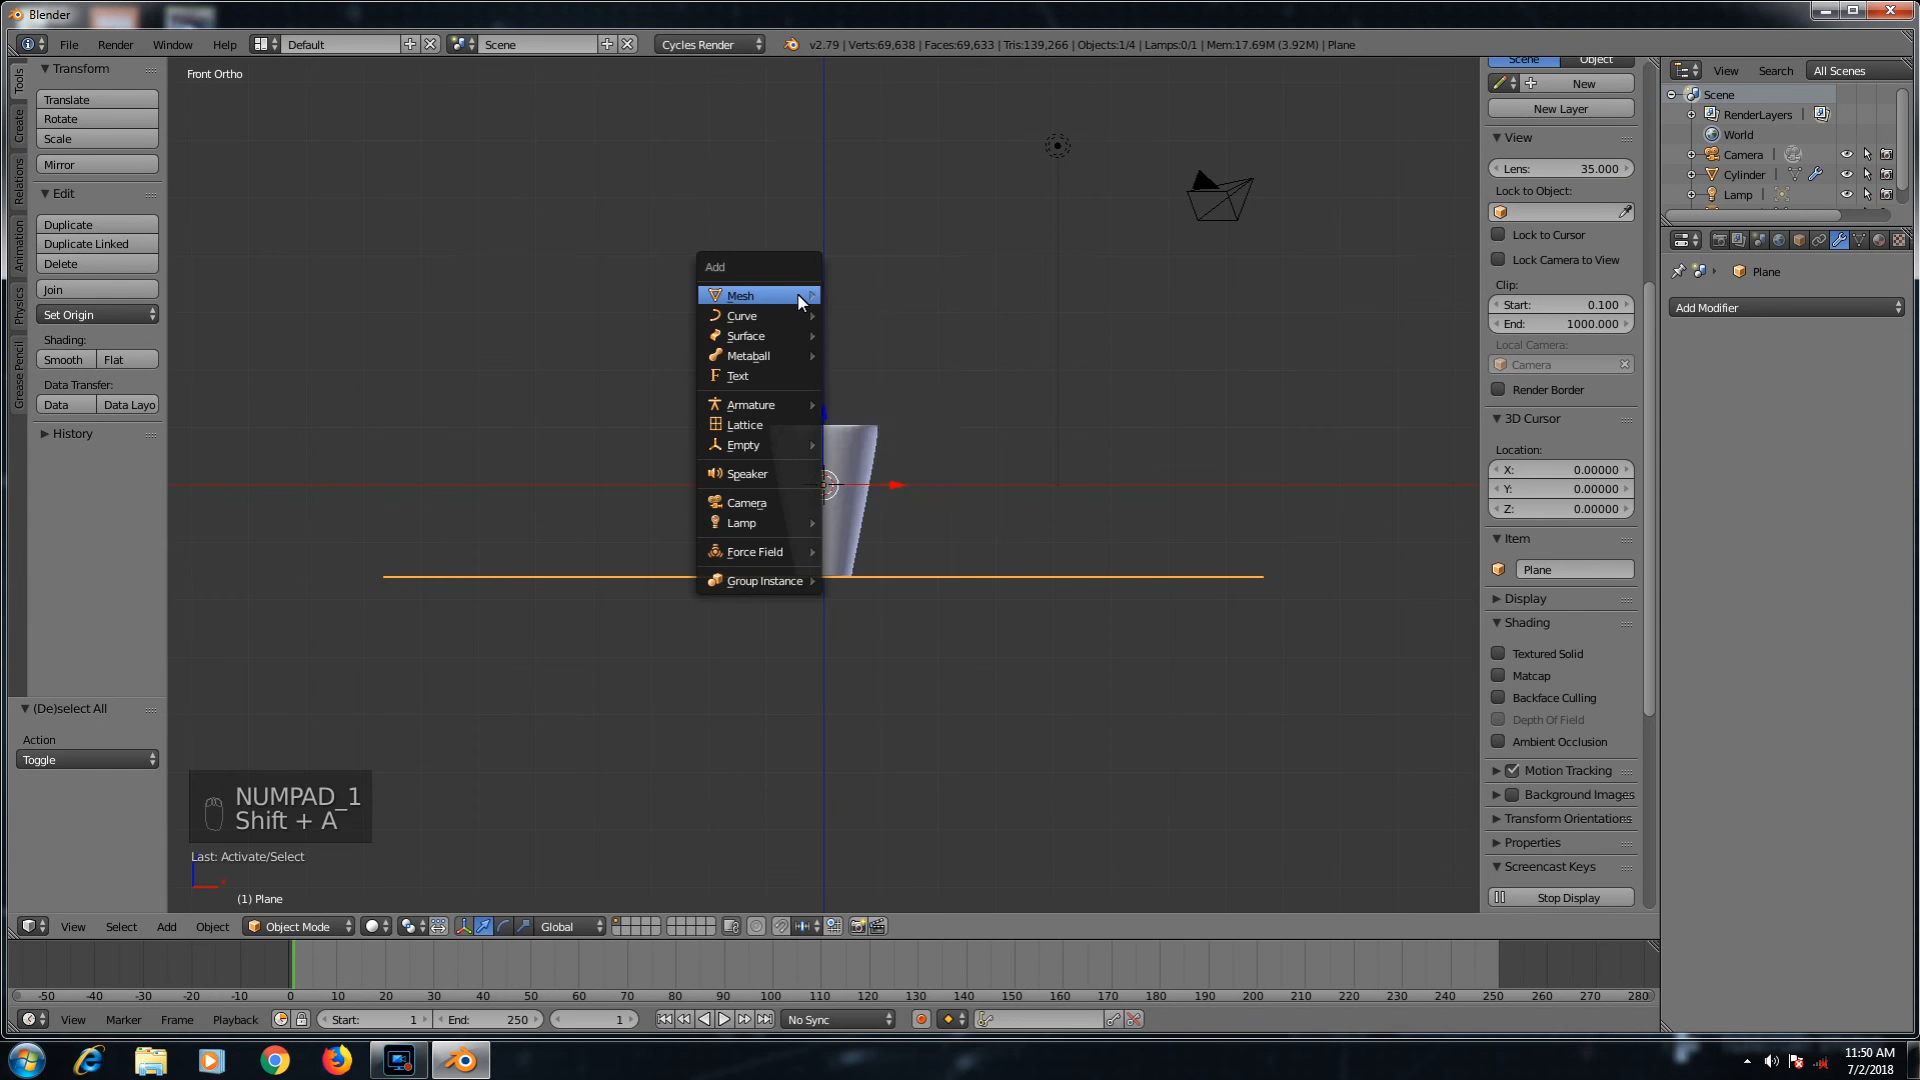 Blender
File Render Window Help Default Scene Cycles Render v2.79 | Verts:69,638 | Faces:69,633 | Tris:139,266 | Objects:1/4 | Lamps:0/1 | Mem:17.69M (3.92M) | Plane
Tools
Create
Relations
Animation
Physics
Grease Pencil
Transform
Translate
Rotate
Scale
Mirror
Edit
Duplicate
Duplicate Linked
Delete
Join
Set Origin
Shading:
Smooth Flat
Data Transfer:
Data Data Layo
History
(De)select All
Action
Toggle
Front Ortho
Add
Mesh
Curve
Surface
Metaball
Text
Armature
Lattice
Empty
Speaker
Camera
Lamp
Force Field
Group Instance
NUMPAD_1
Shift + A
Last: Activate/Select
(1) Plane
Scene Object
New
New Layer
View
Lens: 35.000
Lock to Object:
Lock to Cursor
Lock Camera to View
Clip:
Start: 0.100
End: 1000.000
Local Camera:
Camera
Render Border
3D Cursor
Location:
X: 0.00000
Y: 0.00000
Z: 0.00000
Item
Plane
Display
Shading
Textured Solid
Matcap
Backface Culling
Depth Of Field
Ambient Occlusion
Motion Tracking
Background Images
Transform Orientations
Properties
Screencast Keys
Stop Display
View Search All Scenes
Scene
RenderLayers
World
Camera
Cylinder
Lamp
Plane
Add Modifier
View Select Add Object Object Mode Global
-50 -40 -30 -20 -10 0 10 20 30 40 50 60 70 80 90 100 110 120 130 140 150 160 170 180 190 200 210 220 230 240 250 260 270 280
View Marker Frame Playback Start: 1 End: 250 1 No Sync
11:50 AM
7/2/2018